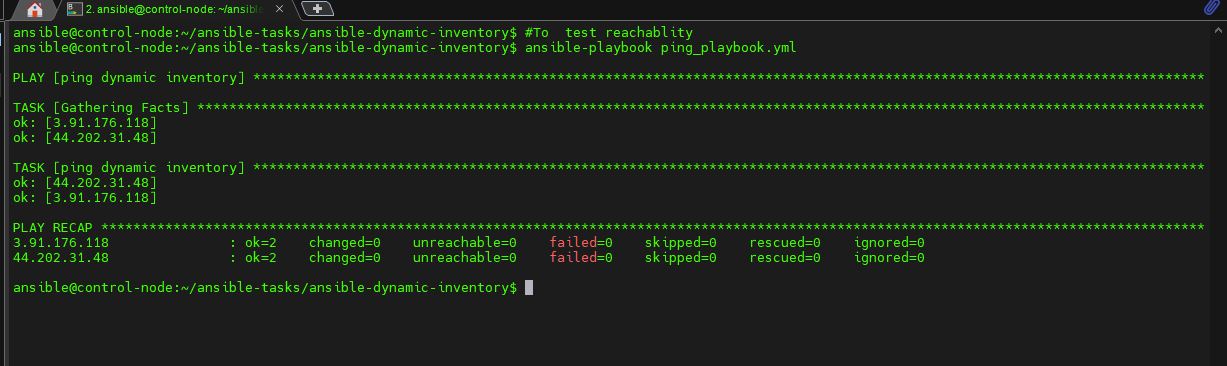 2. ansible@control-node: ~/ansible
ansible@control-node:~/ansible-tasks/ansible-dynamic-inventory$ #To  test reachablity
ansible@control-node:~/ansible-tasks/ansible-dynamic-inventory$ ansible-playbook ping_playbook.yml
PLAY [ping dynamic inventory] ***********************************************************************************************************************
TASK [Gathering Facts] ******************************************************************************************************************************
ok: [3.91.176.118]
ok: [44.202.31.48]
TASK [ping dynamic inventory] ***********************************************************************************************************************
ok: [44.202.31.48]
ok: [3.91.176.118]
PLAY RECAP ******************************************************************************************************************************************
3.91.176.118               : ok=2    changed=0    unreachable=0    failed=0    skipped=0    rescued=0    ignored=0
44.202.31.48               : ok=2    changed=0    unreachable=0    failed=0    skipped=0    rescued=0    ignored=0
ansible@control-node:~/ansible-tasks/ansible-dynamic-inventory$